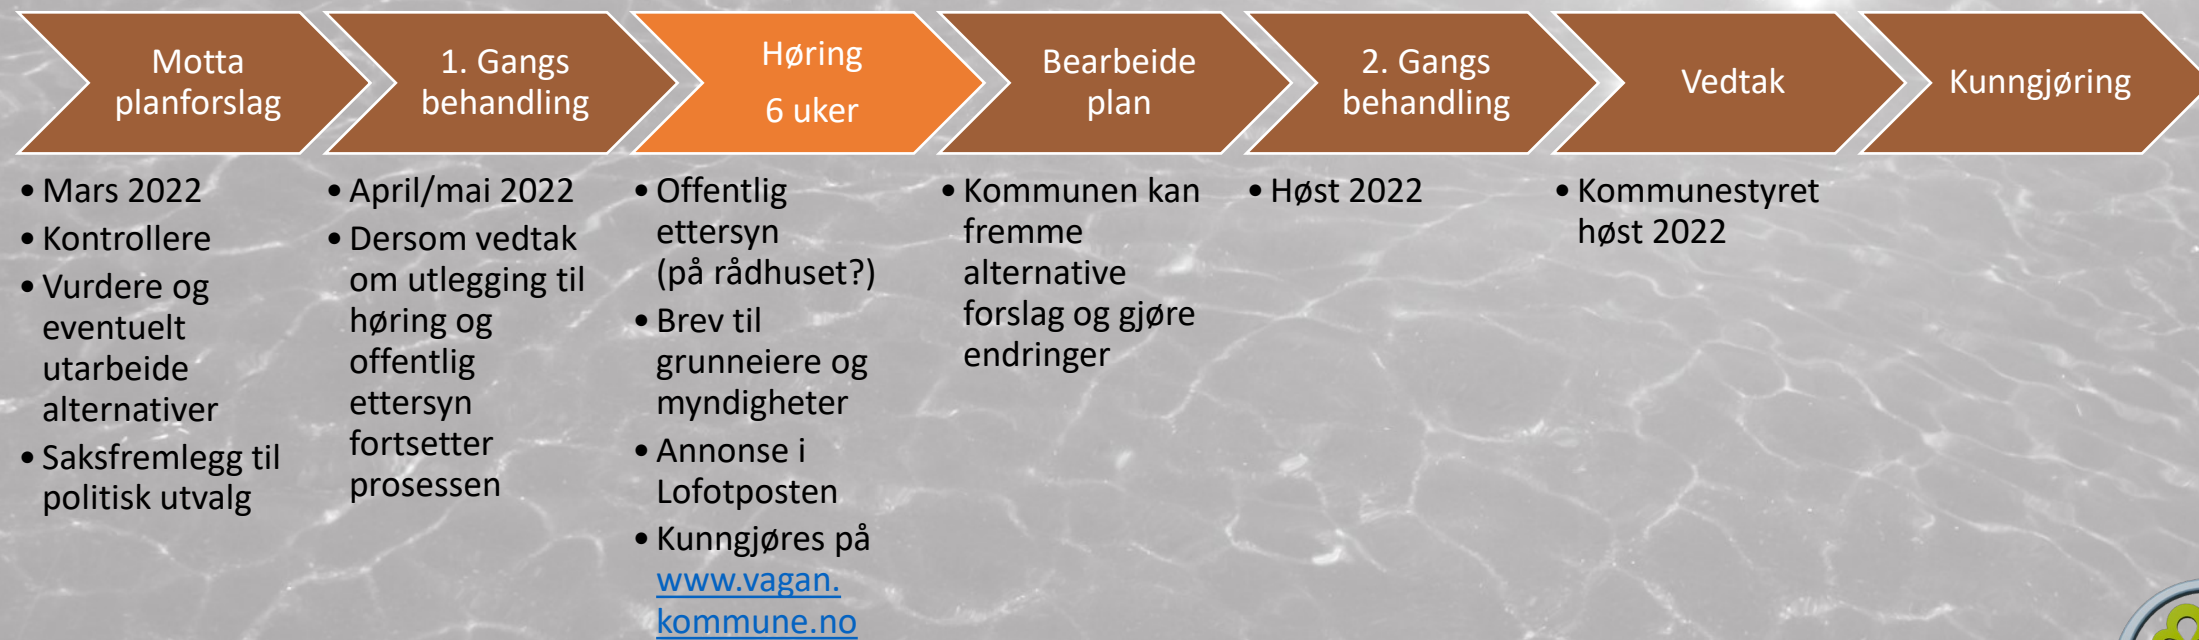 Motta
planforslag
1. Gangs
behandling
Høring
6 uker
Bearbeide
plan
2. Gangs
behandling
Vedtak
Kunngjøring
• Mars 2022
• Kontrollere
• Vurdere og
eventuelt
utarbeide
alternativer
• Saksfremlegg til
politisk utvalg
• April/mai 2022
• Dersom vedtak
om utlegging til
høring og
offentlig
ettersyn
fortsetter
prosessen
• Offentlig
ettersyn
(på rådhuset?)
• Brev til
grunneiere og
myndigheter
• Annonse i
Lofotposten
• Kunngjøres på
www.vagan.
kommune.no
• Kommunen kan
fremme
alternative
forslag og gjøre
endringer
• Høst 2022
• Kommunestyret
høst 2022